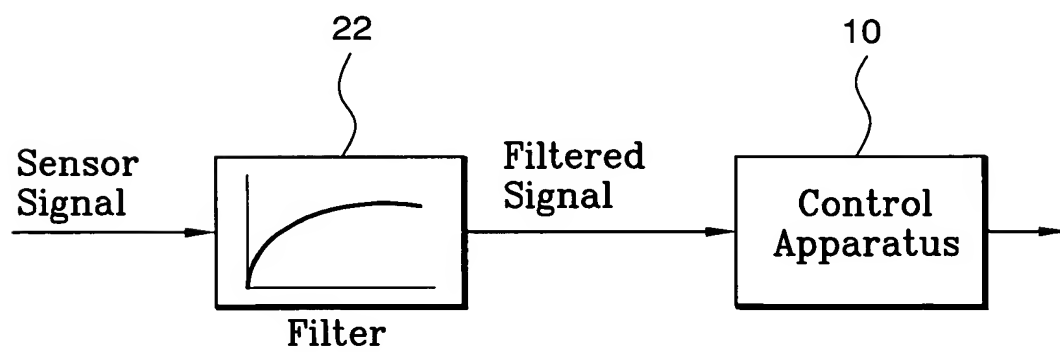 22
10
Sensor
Signal
Filtered
Signal
Control
Apparatus
Filter